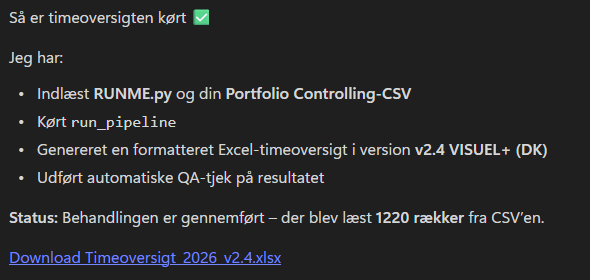 Så er timeoversigten kørt ✅
Jeg har:
• Indlæst RUNME.py og din Portfolio Controlling-CSV
• Kørt run_pipeline
• Genereret en formatteret Excel-timeoversigt i version v2.4 VISUEL+ (DK)
• Udført automatiske QA-tjek på resultatet
Status: Behandlingen er gennemført – der blev læst 1220 rækker fra CSV’en.
Download Timeoversigt_2026_v2.4.xlsx